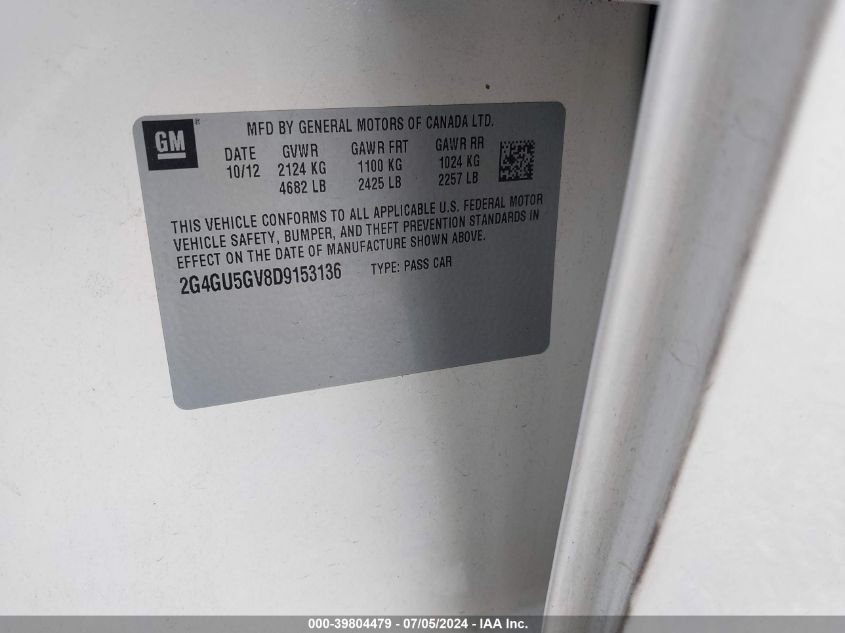 GM
MFD BY GENERAL MOTORS OF CANADA LTD.
DATE GVWR GAWR FRT GAWR RR
10/12 2124 KG 1100 KG 1024 KG
4682 LB 2425 LB 2257 LB
THIS VEHICLE CONFORMS TO ALL APPLICABLE U.S. FEDERAL MOTOR
VEHICLE SAFETY, BUMPER, AND THEFT PREVENTION STANDARDS IN
EFFECT ON THE DATE OF MANUFACTURE SHOWN ABOVE.
2G4GU5GV8D9153136 TYPE: PASS CAR
000-39804479 - 07/05/2024 - IAA Inc.